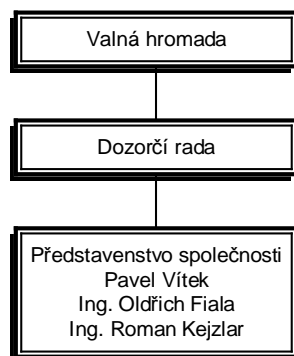 Valná hromada
Dozorčí rada
Představenstvo společnosti
Pavel Vítek
Ing. Oldřich Fiala
Ing. Roman Kejzlar